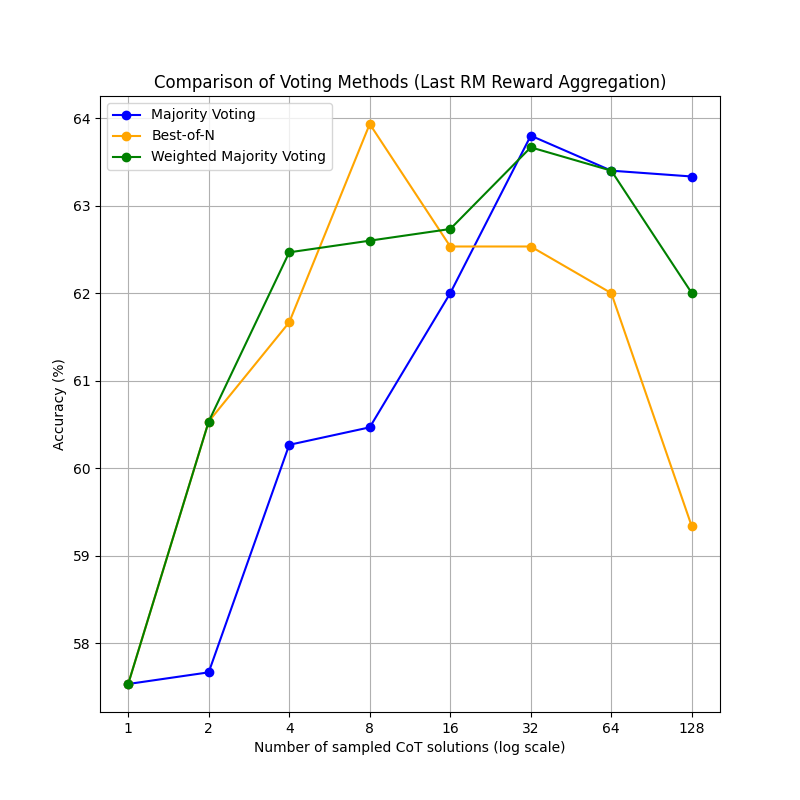 Comparison of Voting Methods (Last RM Reward Aggregation)
Majority Voting
Best-of-N
Weighted Majority Voting
64
63
62
61
60
59
58
Accuracy (%)
1 2 4 8 16 32 64 128
Number of sampled CoT solutions (log scale)